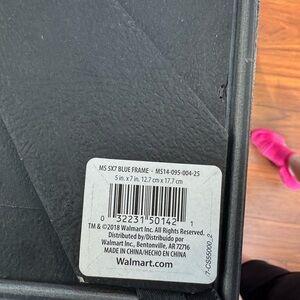 MS 5X7 BLUE FRAME - MS14-095-004-25
5 in. x 7 in. 12.7 cm x 17.7 cm
0 32231 50142 1
TM & ©2018 Walmart Inc. All Rights Reserved.
Distributed by/Distribuido por
Walmart Inc., Bentonville, AR 72716
MADE IN CHINA/HECHO EN CHINA
Walmart.com
7-CS55000_2